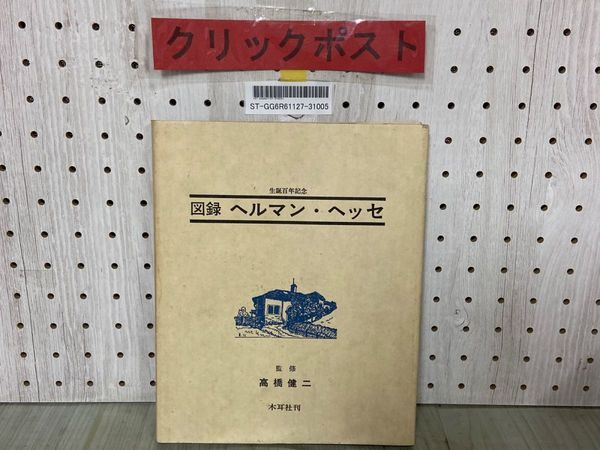 クリックポスト
ST-GG6R61127-31005
生誕百年記念
図録 ヘルマン・ヘッセ
監修
高橋健二
木耳社刊